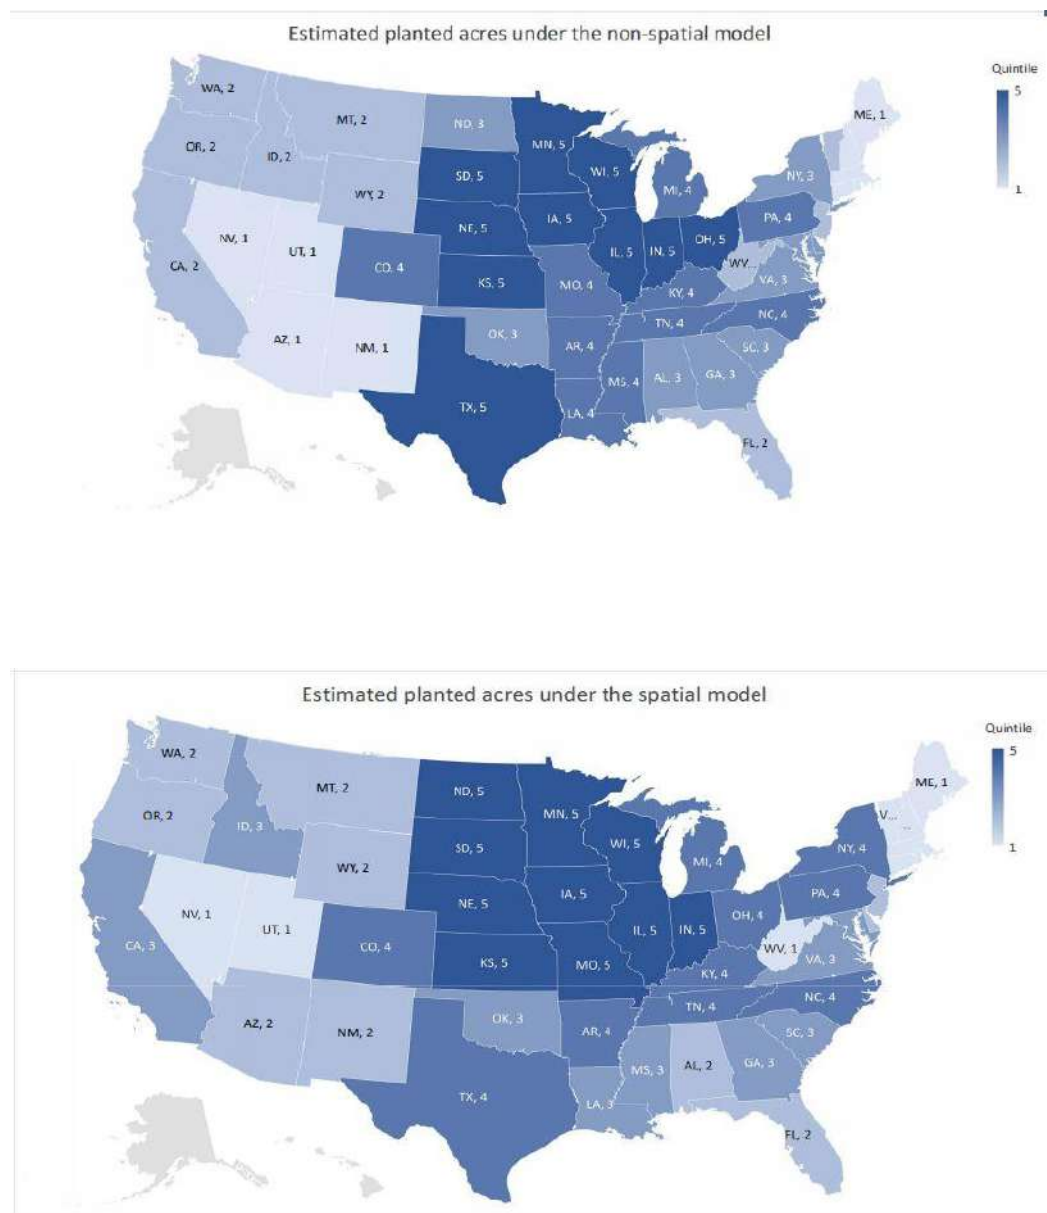 Estimated planted acres under the non-spatial model
Quintile
5
1
WA, 2
MT, 2
ND, 3
ME, 1
OR, 2
ID, 2
MN, 5
SD, 5
WI, 5
NY, 3
WY, 2
MI, 4
PA, 4
IA, 5
NE, 5
OH, 5
NV, 1
UT, 1
IL, 5
IN, 5
CA, 2
CO, 4
WV...
KS, 5
MO, 4
VA, 3
KY, 4
NC, 4
TN, 4
AZ, 1
NM, 1
OK, 3
AR, 4
SC, 3
MS, 4
AL, 3
GA, 3
TX, 5
LA, 4
FL, 2
Estimated planted acres under the spatial model
Quintile
5
1
WA, 2
MT, 2
ND, 5
ME, 1
OR, 2
ID, 3
MN, 5
V...
...
SD, 5
WI, 5
NY, 4
WY, 2
MI, 4
PA, 4
IA, 5
NE, 5
OH, 4
NV, 1
UT, 1
IL, 5
IN, 5
CA, 3
CO, 4
WV, 1
KS, 5
MO, 5
VA, 3
KY, 4
NC, 4
TN, 4
AZ, 2
NM, 2
OK, 3
AR, 4
SC, 3
MS, 3
AL, 2
GA, 3
TX, 4
LA, 3
FL, 2